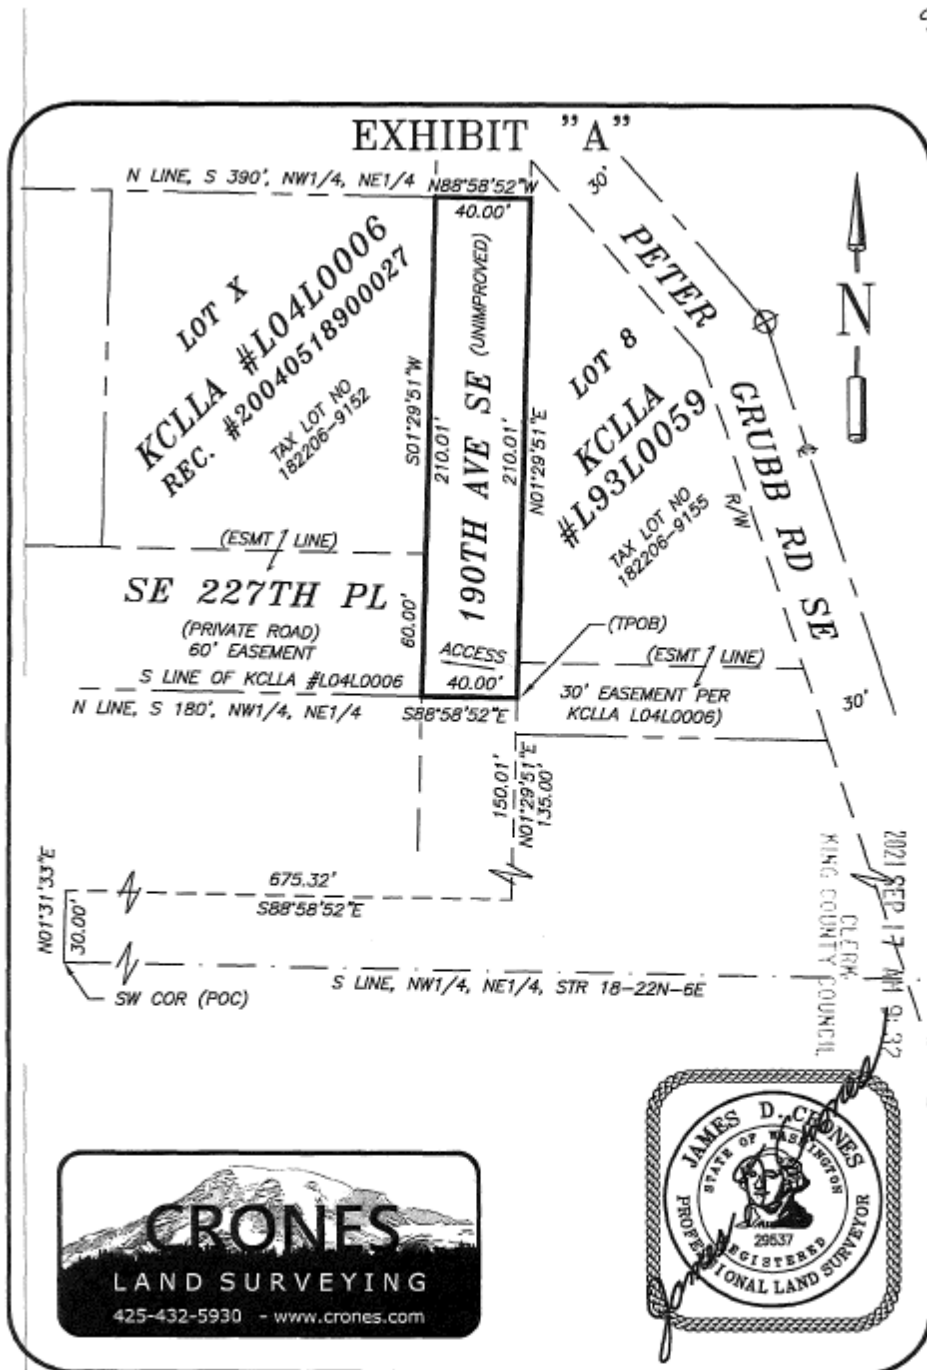 EXHIBIT "A"
N LINE, S 390', NW1/4, NE1/4
N88°58'52"W
40.00'
30'
PETER
GRUBB RD SE
R/W
30'
N
LOT X
KCLLA #L04L0006
REC. #20040518900027
TAX LOT NO
182206-9152
S01°29'51"W
210.01'
190TH AVE SE (UNIMPROVED)
210.01'
N01°29'51"E
LOT 8
KCLLA
#L93L0059
TAX LOT NO
182206-9155
(ESMT LINE)
SE 227TH PL
(PRIVATE ROAD)
60' EASEMENT
60.00'
ACCESS
40.00'
(TPOB)
(ESMT LINE)
S LINE OF KCLLA #L04L0006
N LINE, S 180', NW1/4, NE1/4
S88°58'52"E
30' EASEMENT PER
KCLLA L04L0006)
150.01'
N01°29'51"E
135.00'
N01°31'33"E
30.00'
675.32'
S88°58'52"E
SW COR (POC)
S LINE, NW1/4, NE1/4, STR 18-22N-6E
2021 SEP 17 AM 9:32
CLERK
KING COUNTY COUNCIL
CRONES
LAND SURVEYING
425-432-5930 - www.crones.com
JAMES D. CRONES
STATE OF WASHINGTON
29537
REGISTERED
PROFESSIONAL LAND SURVEYOR